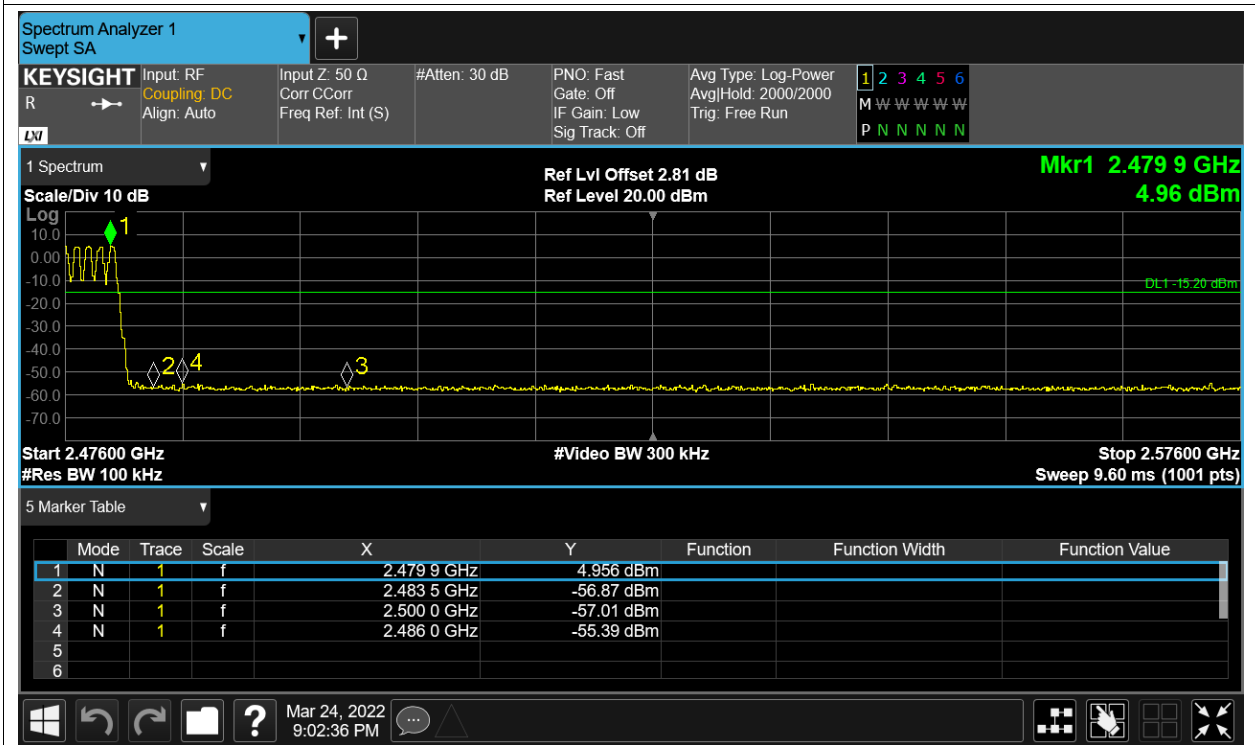 Spectrum Analyzer 1
Swept SA
KEYSIGHT
R
LXI
Input: RF
Coupling: DC
Align: Auto
Input Z: 50 Ω
Corr CCorr
Freq Ref: Int (S)
#Atten: 30 dB
PNO: Fast
Gate: Off
IF Gain: Low
Sig Track: Off
Avg Type: Log-Power
Avg|Hold: 2000/2000
Trig: Free Run
1 2 3 4 5 6
M W W W W W
P N N N N N
1 Spectrum
Scale/Div 10 dB
Ref Lvl Offset 2.81 dB
Ref Level 20.00 dBm
Mkr1 2.479 9 GHz
4.96 dBm
Log
10.0
0.00
-10.0
-20.0
-30.0
-40.0
-50.0
-60.0
-70.0
1
2
4
3
DL1 -15.20 dBm
Start 2.47600 GHz
#Res BW 100 kHz
#Video BW 300 kHz
Stop 2.57600 GHz
Sweep 9.60 ms (1001 pts)
5 Marker Table
Mode Trace Scale X Y Function Function Width Function Value
1 N 1 f 2.479 9 GHz 4.956 dBm
2 N 1 f 2.483 5 GHz -56.87 dBm
3 N 1 f 2.500 0 GHz -57.01 dBm
4 N 1 f 2.486 0 GHz -55.39 dBm
5
6
?
Mar 24, 2022
9:02:36 PM